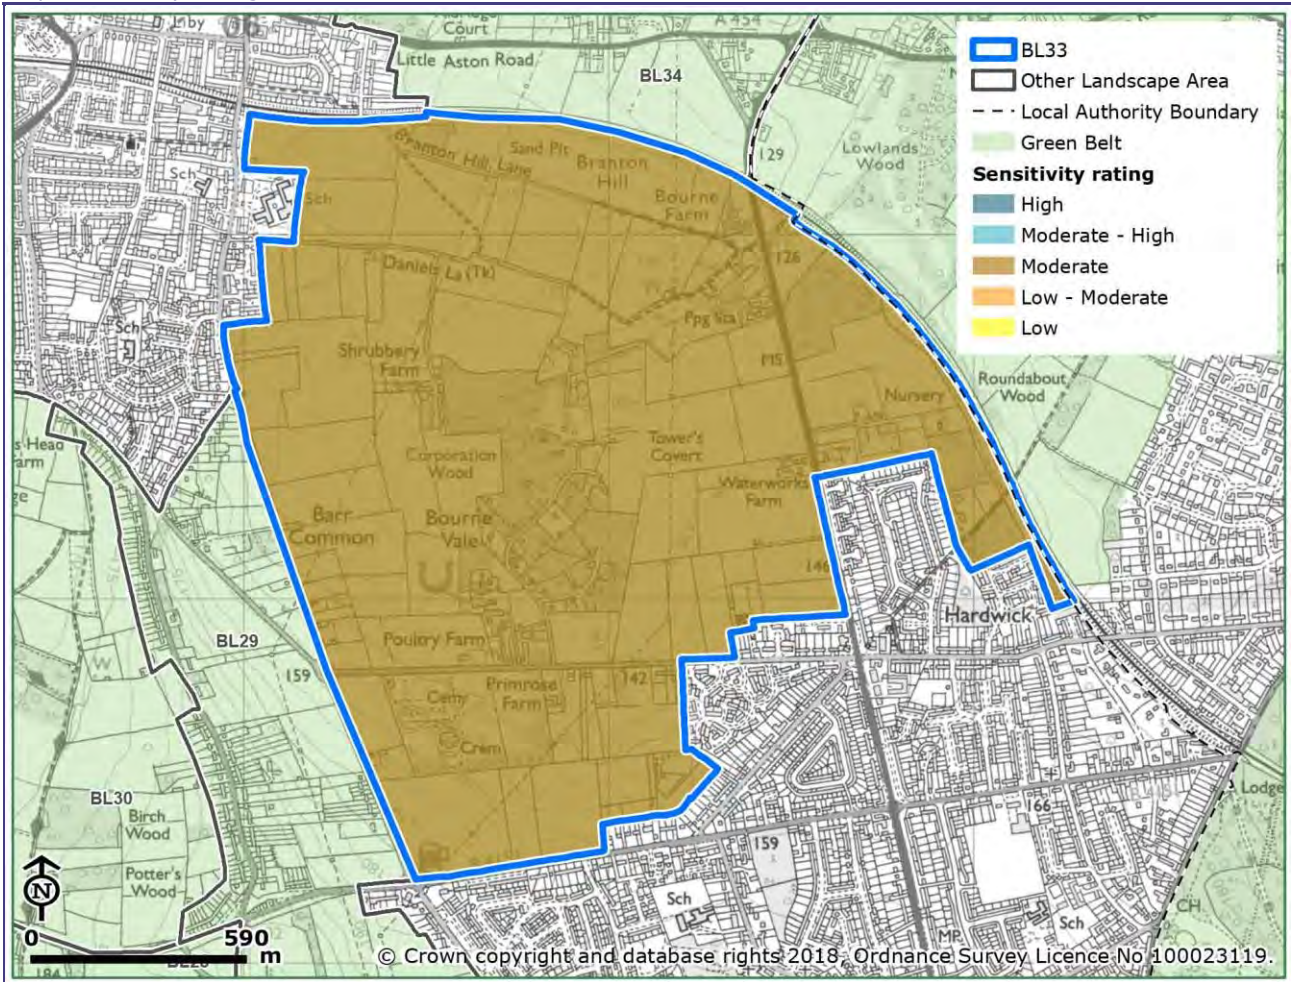 Court
A 454
Little Aston Road
BL34
BL33
Other Landscape Area
Local Authority Boundary
Green Belt
Sensitivity rating
High
Moderate - High
Moderate
Low - Moderate
Low
Branton Hill Lane
Sand Pit
Branton
Hill
129
Lowlands
Wood
Sch
Sch
Bourne
Farm
Daniels La (Tk)
126
W
Ppg Sta
MS
Sch
Shrubbery
Farm
Roundabout
Wood
Nursery
Tower's
Covert
Corporation
Wood
Waterworks
Farm
Barr
Common
Bourne
Vale
146
Hardwick
Poultry Farm
BL29
W
159
Cemy
Primrose
Farm
142
Crem
BL30
Birch
Wood
Lodge
166
159
Potter's
Wood
Sch
Sch
CH
MP
N
0
590
m
184
© Crown copyright and database rights 2018, Ordnance Survey Licence No 100023119.